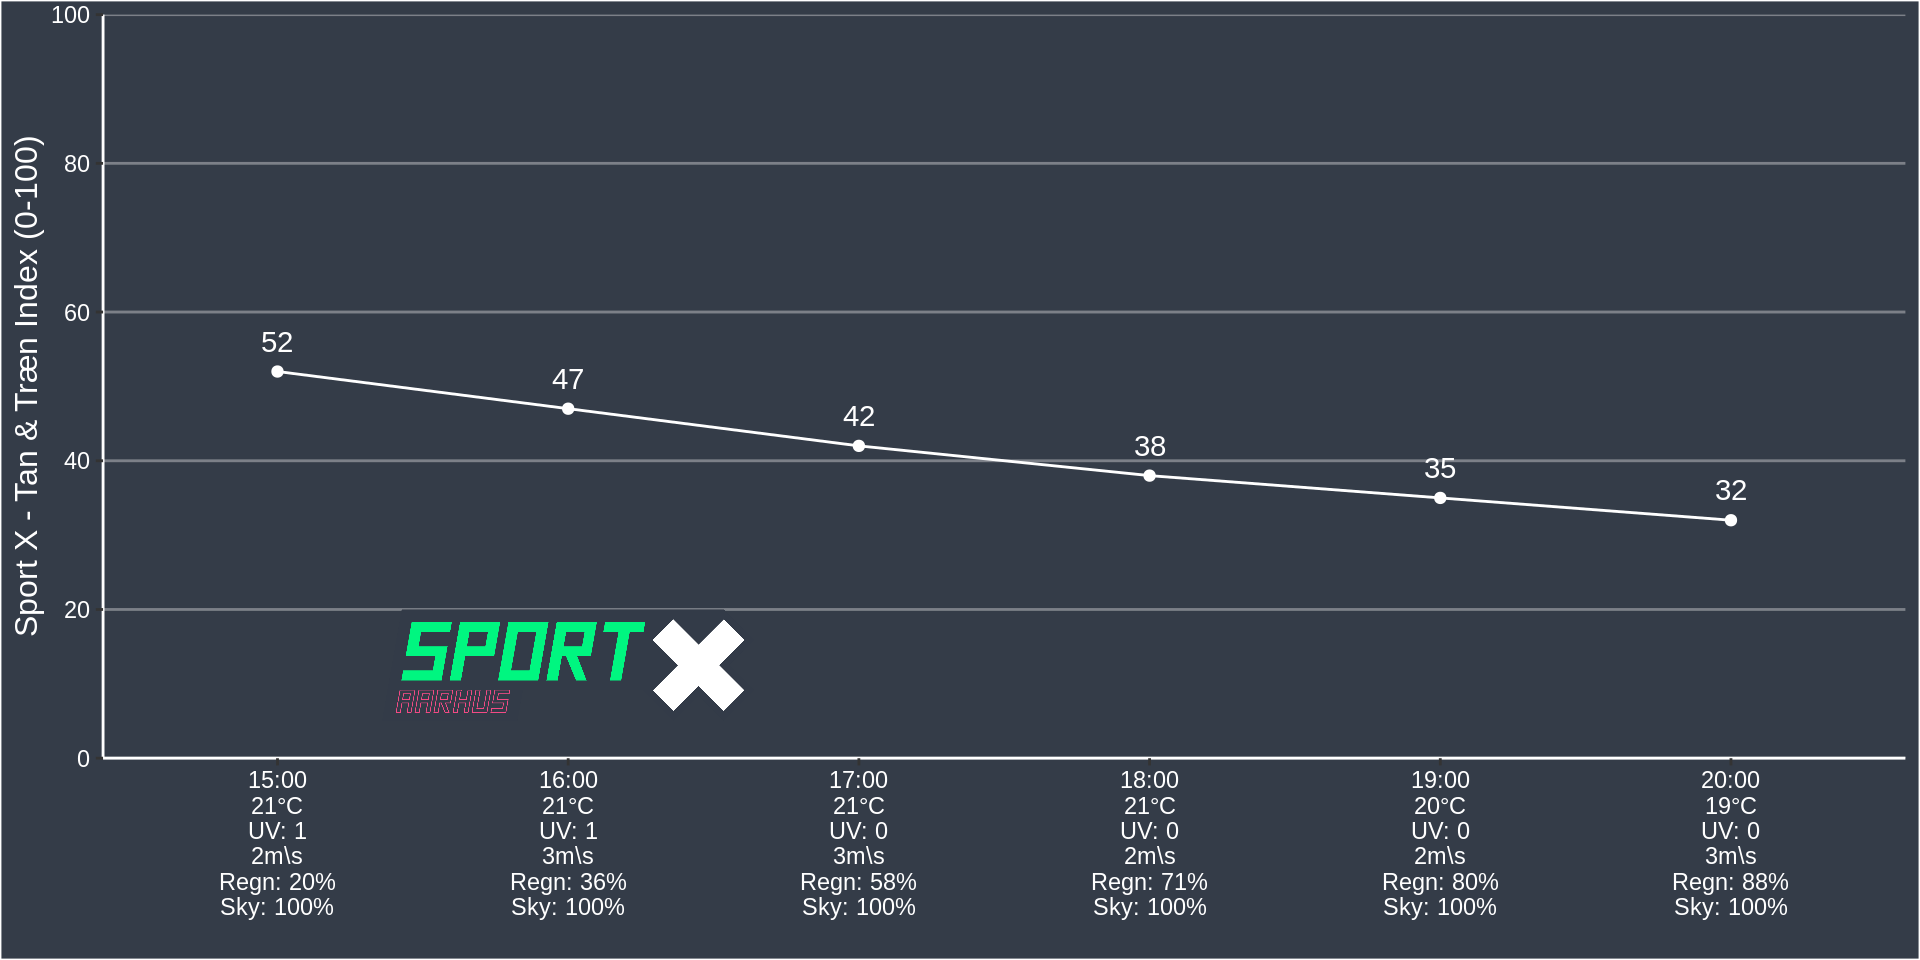 Sport X - Tan & Træn Index (0-100)
100
80
60
40
20
0
52
47
42
38
35
32
SPORT X
AARHUS
15:00 16:00 17:00 18:00 19:00 20:00
21°C 21°C 21°C 21°C 20°C 19°C
UV: 1 UV: 1 UV: 0 UV: 0 UV: 0 UV: 0
2m\s 3m\s 3m\s 2m\s 2m\s 3m\s
Regn: 20% Regn: 36% Regn: 58% Regn: 71% Regn: 80% Regn: 88%
Sky: 100% Sky: 100% Sky: 100% Sky: 100% Sky: 100% Sky: 100%